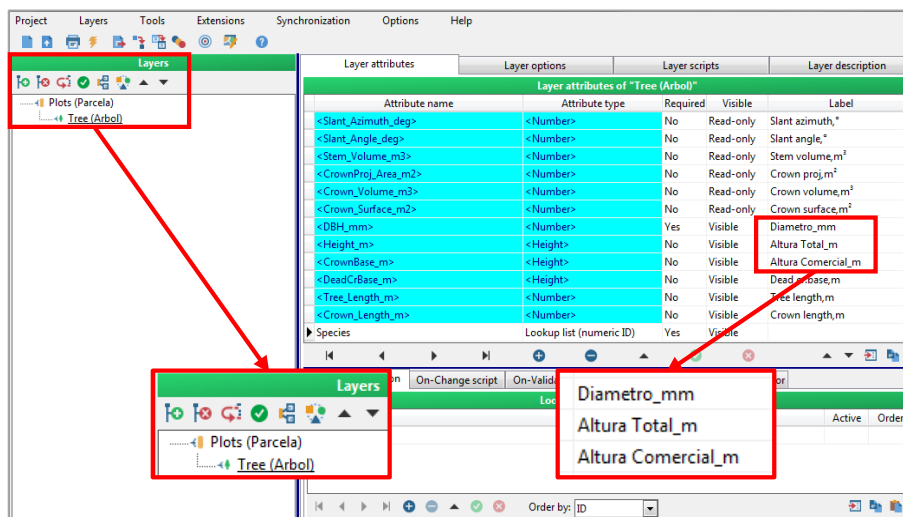 Project Layers Tools Extensions Synchronization Options Help
Layers
Plots (Parcela)
Tree (Arbol)
Layer attributes Layer options Layer scripts Layer description
Layer attributes of "Tree (Arbol)"
Attribute name Attribute type Required Visible Label
<Slant_Azimuth_deg> <Number> No Read-only Slant azimuth,°
<Slant_Angle_deg> <Number> No Read-only Slant angle,°
<Stem_Volume_m3> <Number> No Read-only Stem volume,m³
<CrownProj_Area_m2> <Number> No Read-only Crown proj,m²
<Crown_Volume_m3> <Number> No Read-only Crown volume,m³
<Crown_Surface_m2> <Number> No Read-only Crown surface,m²
<DBH_mm> <Number> Yes Visible Diametro_mm
<Height_m> <Height> No Visible Altura Total_m
<CrownBase_m> <Height> No Visible Altura Comercial_m
<DeadCrBase_m> <Height> No Visible Dead base,m
<Tree_Length_m> <Number> No Visible Tree length,m
<Crown_Length_m> <Number> No Visible Crown length,m
Species Lookup list (numeric ID) Yes Visible
On-Change script On-Valida
Active Order
Layers
Plots (Parcela)
Tree (Arbol)
Diametro_mm
Altura Total_m
Altura Comercial_m
Order by: ID